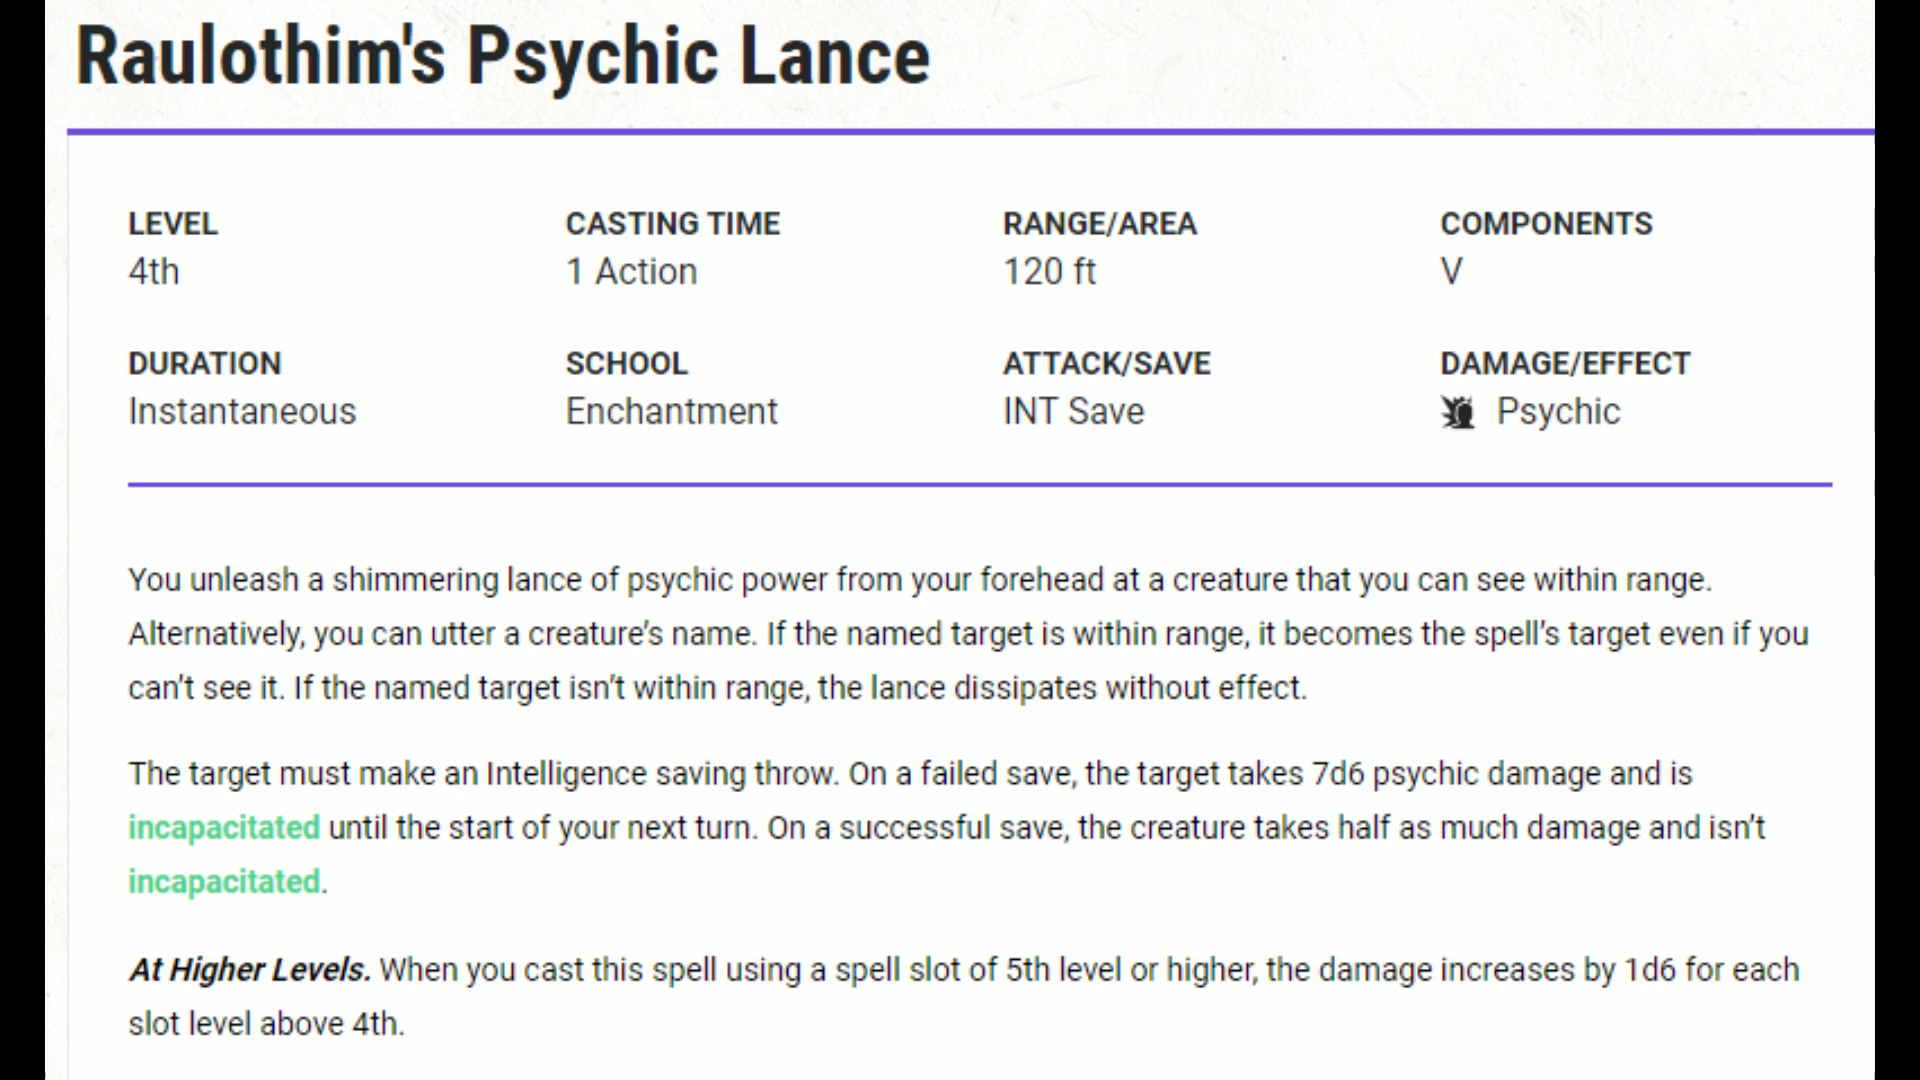 Raulothim's Psychic Lance
LEVEL CASTING TIME RANGE/AREA COMPONENTS
4th 1 Action 120 ft V
DURATION SCHOOL ATTACK/SAVE DAMAGE/EFFECT
Instantaneous Enchantment INT Save Psychic
You unleash a shimmering lance of psychic power from your forehead at a creature that you can see within range.
Alternatively, you can utter a creature’s name. If the named target is within range, it becomes the spell’s target even if you
can’t see it. If the named target isn’t within range, the lance dissipates without effect.
The target must make an Intelligence saving throw. On a failed save, the target takes 7d6 psychic damage and is
incapacitated until the start of your next turn. On a successful save, the creature takes half as much damage and isn’t
incapacitated.
At Higher Levels. When you cast this spell using a spell slot of 5th level or higher, the damage increases by 1d6 for each
slot level above 4th.